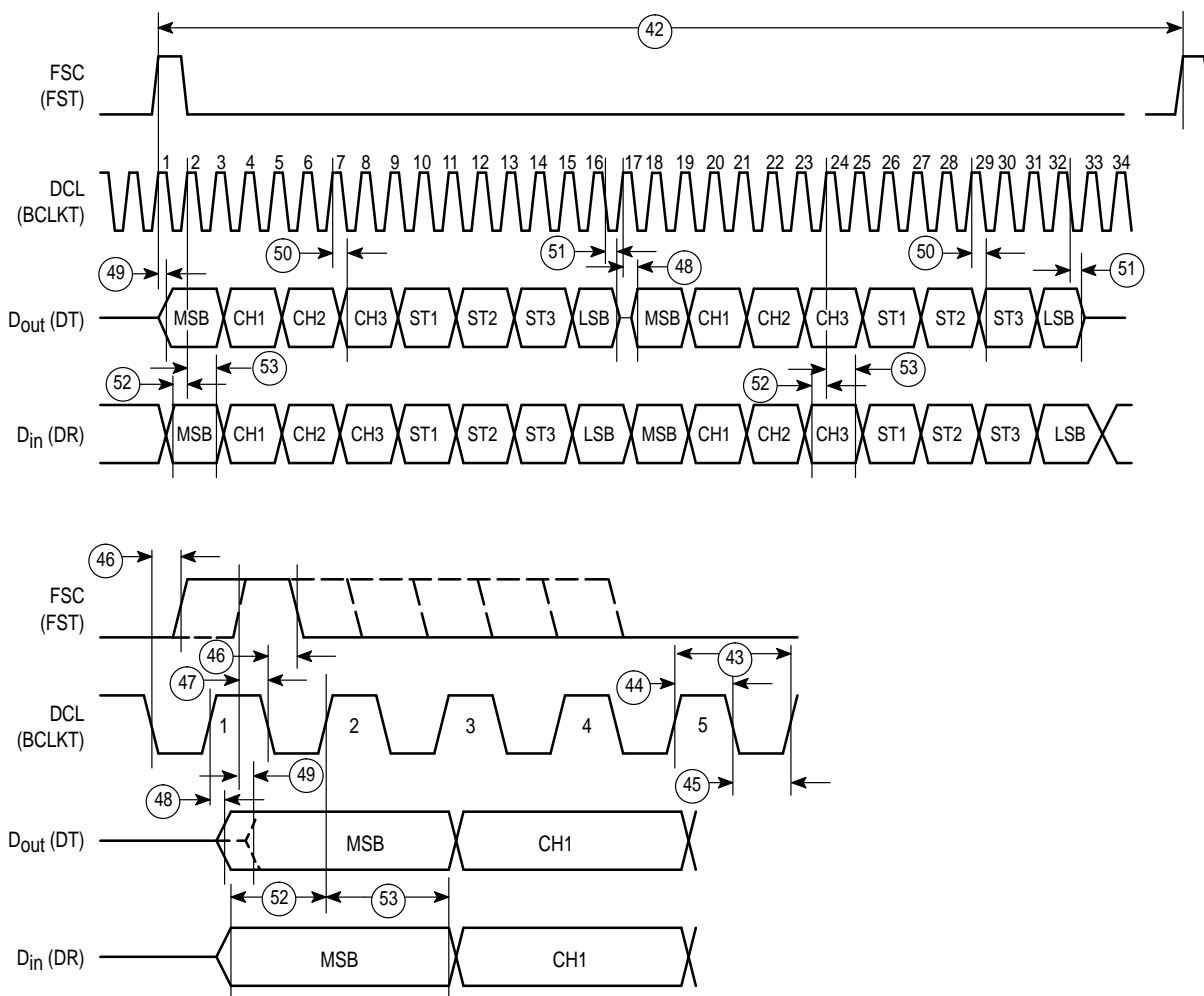 42
FSC
(FST)
1 2 3 4 5 6 7 8 9 10 11 12 13 14 15 16 17 18 19 20 21 22 23 24 25 26 27 28 29 30 31 32 33 34
DCL
(BCLKT)
49 50 51 48 50 51
Dout (DT) MSB CH1 CH2 CH3 ST1 ST2 ST3 LSB MSB CH1 CH2 CH3 ST1 ST2 ST3 LSB
52 53 52 53
Din (DR) MSB CH1 CH2 CH3 ST1 ST2 ST3 LSB MSB CH1 CH2 CH3 ST1 ST2 ST3 LSB
46
FSC
(FST)
46 43
47 44
DCL
(BCLKT) 1 2 3 4 5
49 45
48
Dout (DT) MSB CH1
52 53
Din (DR) MSB CH1